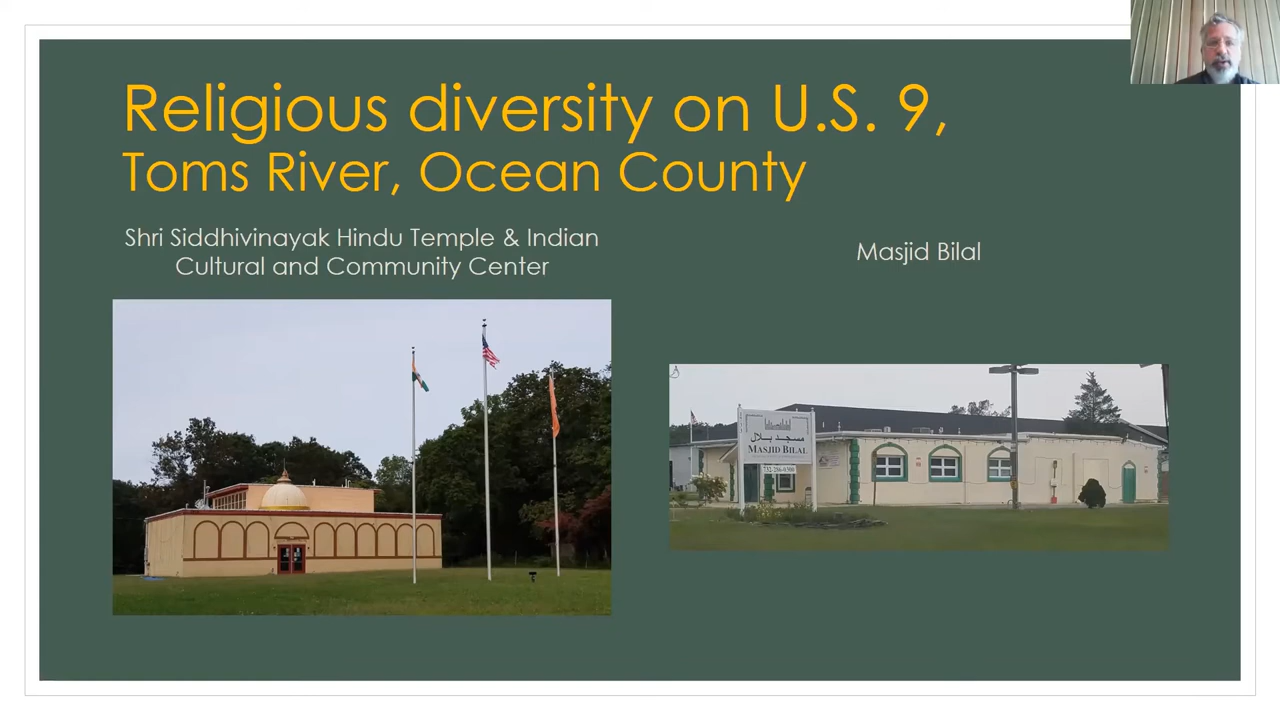 Religious diversity on U.S. 9,
Toms River, Ocean County
Shri Siddhivinayak Hindu Temple & Indian
Cultural and Community Center
Masjid Bilal
مسجد بلال
MASJID BILAL